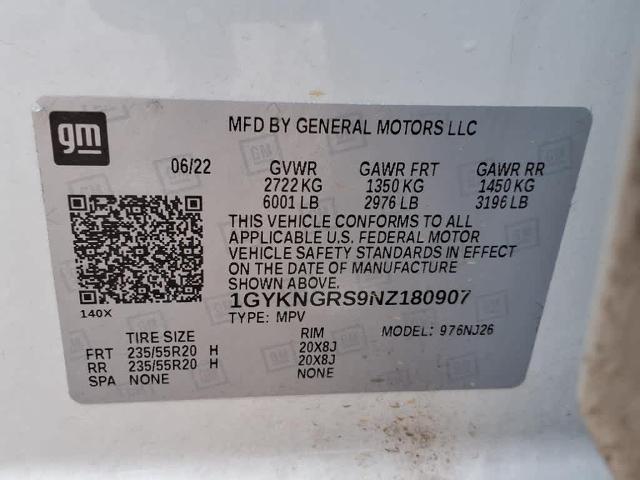 gm
MFD BY GENERAL MOTORS LLC
06/22 GVWR GAWR FRT GAWR RR
2722 KG 1350 KG 1450 KG
6001 LB 2976 LB 3196 LB
THIS VEHICLE CONFORMS TO ALL
APPLICABLE U.S. FEDERAL MOTOR
VEHICLE SAFETY STANDARDS IN EFFECT
ON THE DATE OF MANUFACTURE
SHOWN ABOVE.
1GYKNGRS9NZ180907
140X
TYPE: MPV MODEL: 976NJ26
TIRE SIZE RIM
FRT 235/55R20 H 20X8J
RR 235/55R20 H 20X8J
SPA NONE NONE